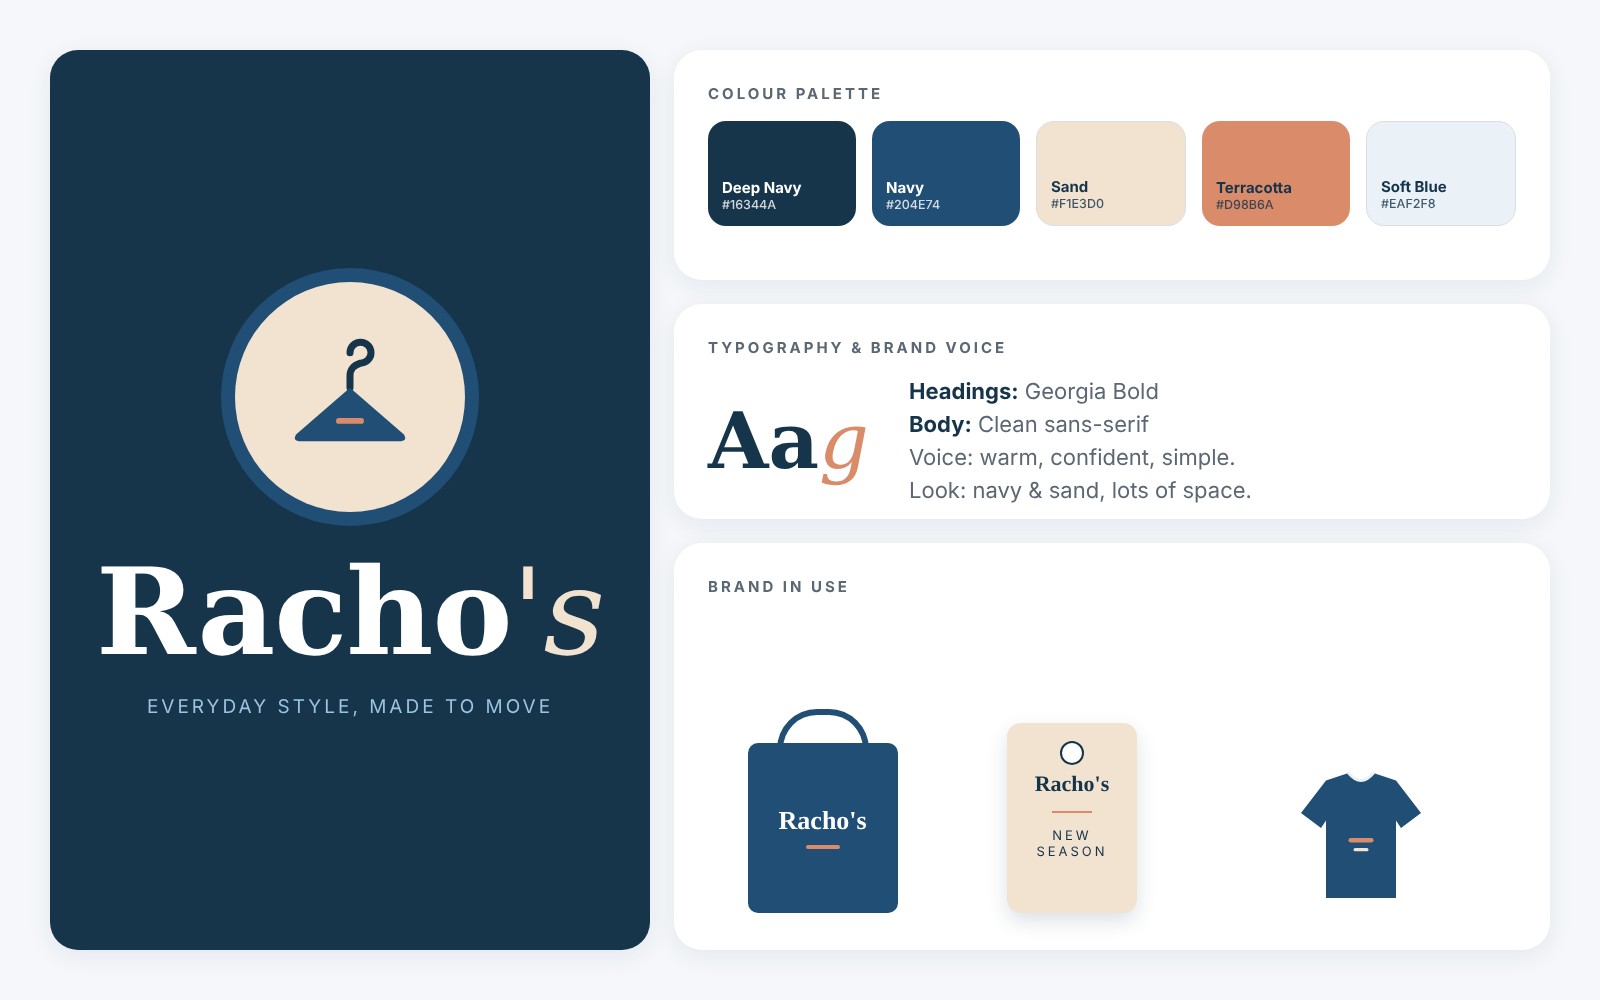 Racho's
EVERYDAY STYLE, MADE TO MOVE
COLOUR PALETTE
Deep Navy
#16344A
Navy
#204E74
Sand
#F1E3D0
Terracotta
#D98B6A
Soft Blue
#EAF2F8
TYPOGRAPHY & BRAND VOICE
Aag
Headings: Georgia Bold
Body: Clean sans-serif
Voice: warm, confident, simple.
Look: navy & sand, lots of space.
BRAND IN USE
Racho's
Racho's
NEW
SEASON